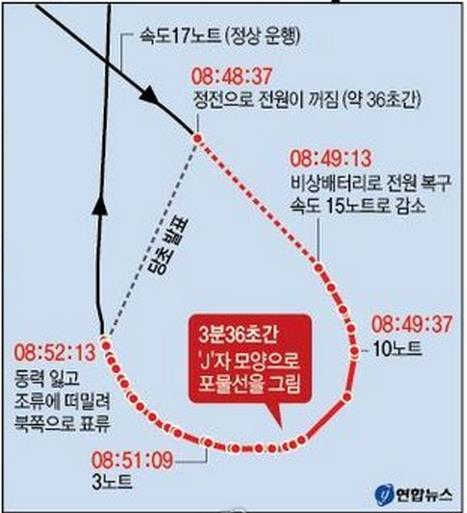 속도17노트 (정상 운행)
08:48:37
정전으로 전원이 꺼짐 (약 36초간)
08:49:13
비상배터리로 전원 복구
속도 15노트로 감소
당초 발표
08:49:37
10노트
3분36초간
'J'자 모양으로
포물선을 그림
08:52:13
동력 잃고
조류에 떠밀려
북쪽으로 표류
08:51:09
3노트
연합뉴스